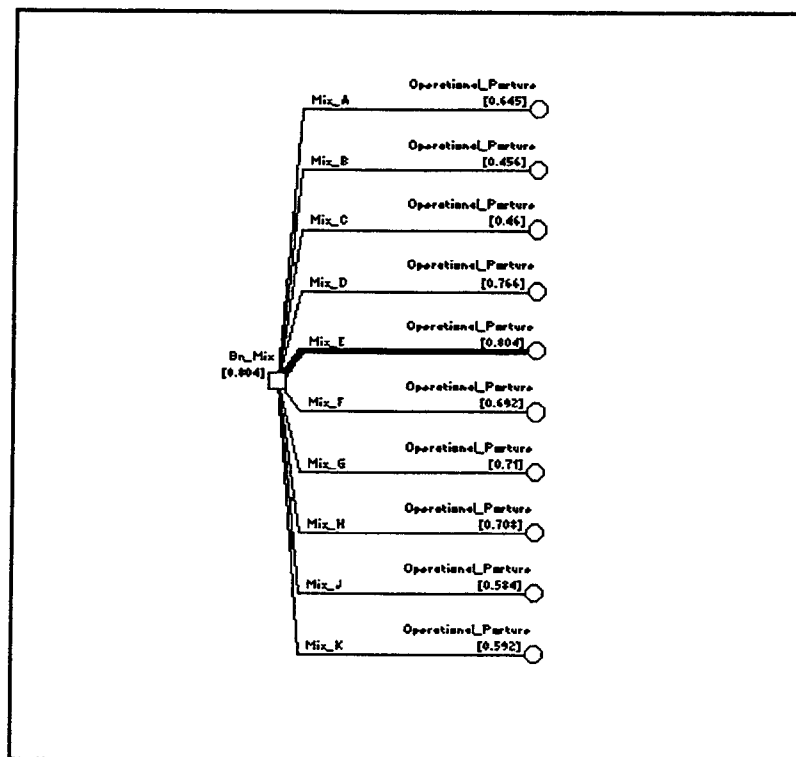 Operational_Posture
Mix_A [0.645]
Operational_Posture
Mix_B [0.456]
Operational_Posture
Mix_C [0.46]
Operational_Posture
Mix_D [0.766]
Operational_Posture
Mix_E [0.804]
Bn_Mix
[0.804]
Operational_Posture
Mix_F [0.692]
Operational_Posture
Mix_G [0.71]
Operational_Posture
Mix_H [0.708]
Operational_Posture
Mix_J [0.584]
Operational_Posture
Mix_K [0.592]